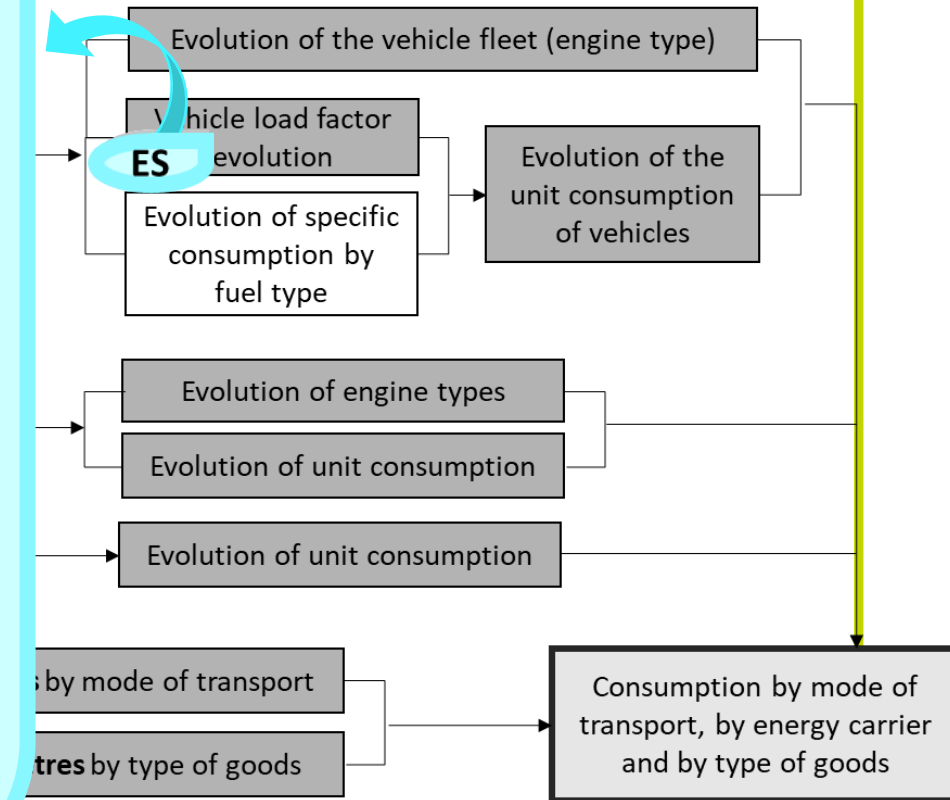 Evolution of the vehicle fleet (engine type)
hicle load factor
evolution
ES
Evolution of specific
consumption by
fuel type
Evolution of the
unit consumption
of vehicles
Evolution of engine types
Evolution of unit consumption
Evolution of unit consumption
s by mode of transport
tres by type of goods
Consumption by mode of
transport, by energy carrier
and by type of goods